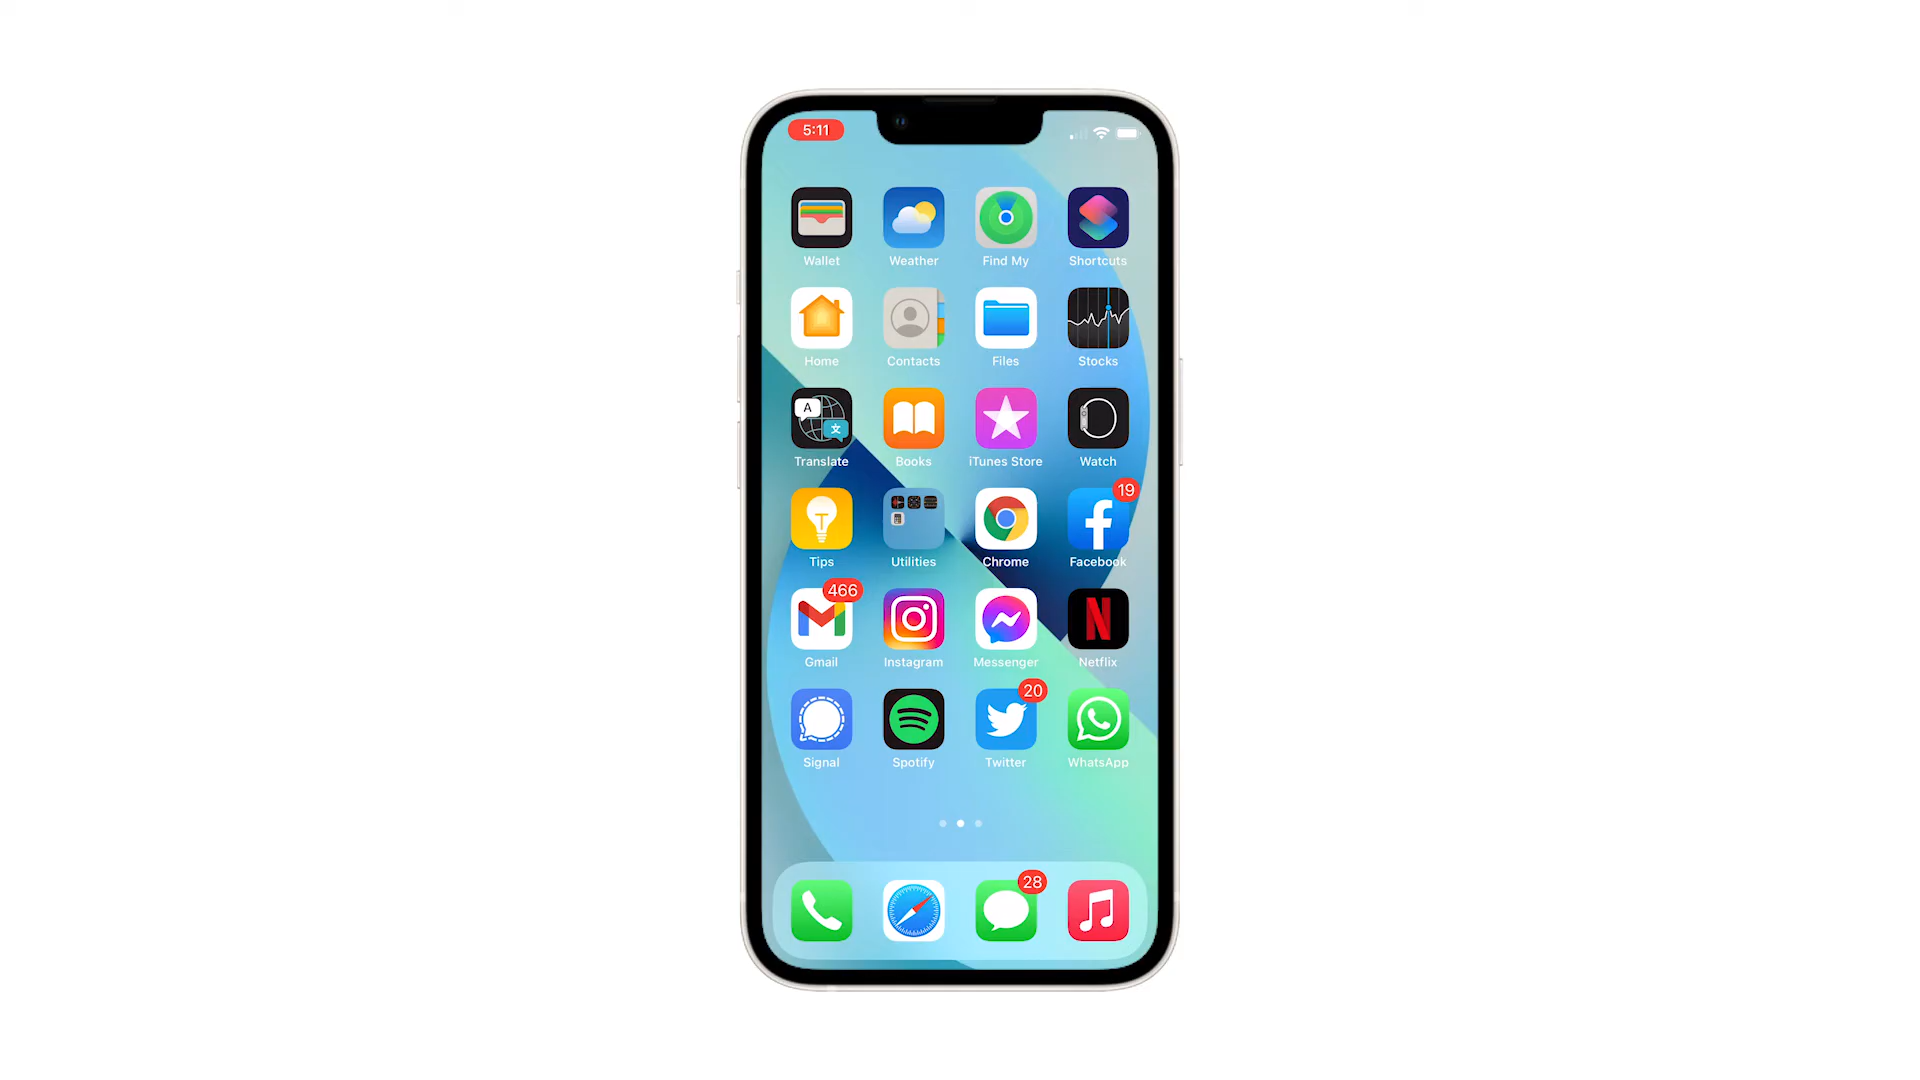 5:11
Wallet Weather Find My Shortcuts
Home Contacts Files Stocks
A 文
Translate Books iTunes Store Watch
19
Tips Utilities Chrome Facebook
466
Gmail Instagram Messenger Netflix
20
Signal Spotify Twitter WhatsApp
28